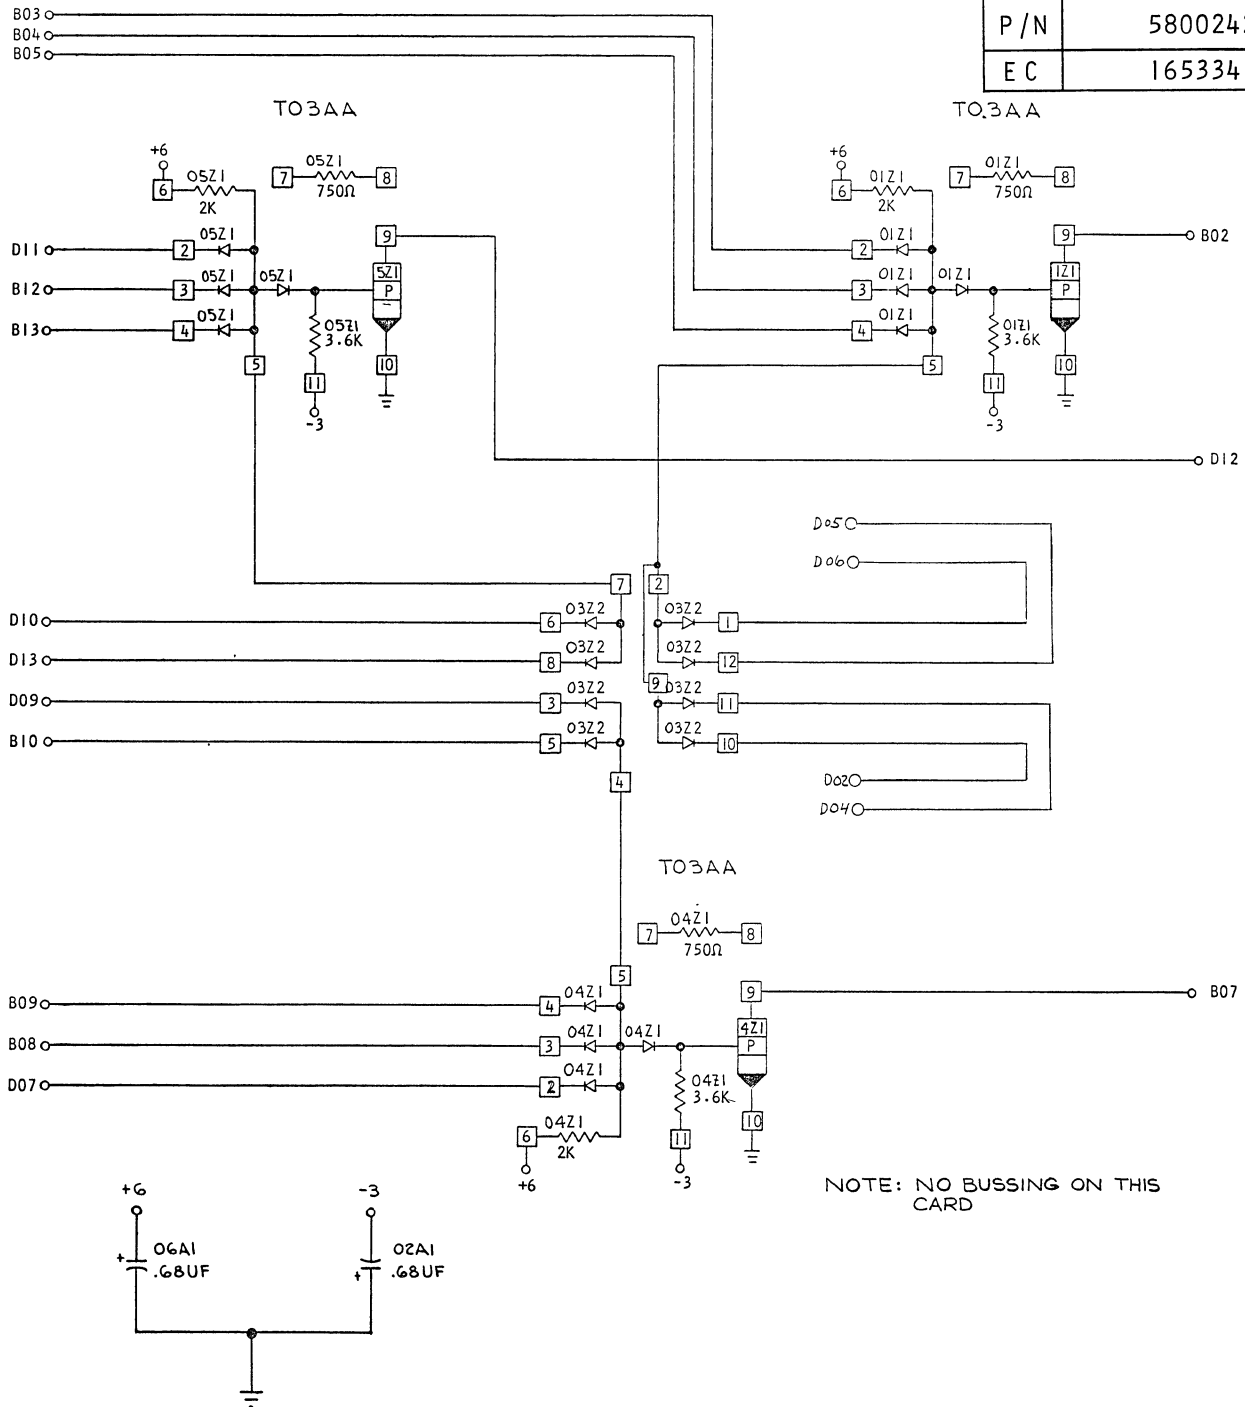 B03
B04
B05
P/N 580024
EC 165334
T03AA
T03AA
+6
6
05Z1
2K
7
05Z1
750Ω
8
+6
6
01Z1
2K
7
01Z1
750Ω
8
D11
2
05Z1
9
2
01Z1
9
B02
B12
3
05Z1
05Z1
5Z1
P
3
01Z1
01Z1
1Z1
P
B13
4
05Z1
05Z1
3.6K
4
01Z1
01Z1
3.6K
5
11
10
5
11
10
-3
-3
D12
D05
D06
7
2
D10
6
03Z2
03Z2
1
D13
8
03Z2
03Z2
12
9
D09
3
03Z2
03Z2
11
B10
5
03Z2
03Z2
10
4
D02
D04
T03AA
7
04Z1
750Ω
8
5
B09
4
04Z1
9
B07
B08
3
04Z1
04Z1
4Z1
P
D07
2
04Z1
04Z1
3.6K
6
04Z1
2K
11
10
+6
-3
NOTE: NO BUSSING ON THIS
CARD
+6
-3
+
06A1
.68UF
+
02A1
.68UF